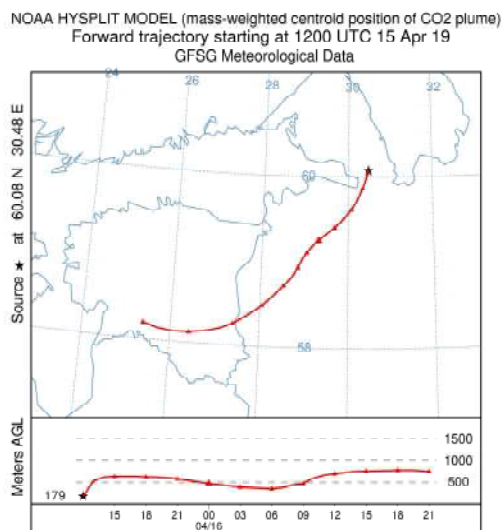 NOAA HYSPLIT MODEL (mass-weighted centroid position of CO2 plume)
Forward trajectory starting at 1200 UTC 15 Apr 19
GFSG Meteorological Data
Source ★ at 60.08 N 30.48 E
24
26
28
30
32
60
58
Meters AGL
179
1500
1000
500
15 18 21 00 03 06 09 12 15 18 21
04/16